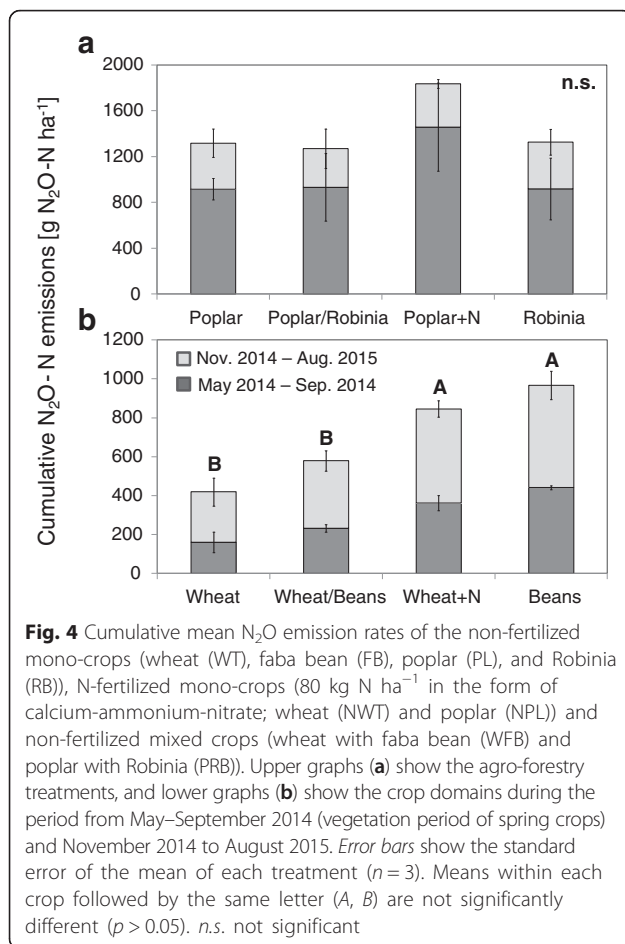 a
Cumulative N₂O-N emissions [g N₂O-N ha⁻¹]
2000
n.s.
1600
1200
800
400
0
Poplar Poplar/Robinia Poplar+N Robinia
b
1200
Nov. 2014 – Aug. 2015
A
1000
May 2014 – Sep. 2014
A
800
B
600
B
400
200
0
Wheat Wheat/Beans Wheat+N Beans
Fig. 4 Cumulative mean N₂O emission rates of the non-fertilized
mono-crops (wheat (WT), faba bean (FB), poplar (PL), and Robinia
(RB)), N-fertilized mono-crops (80 kg N ha⁻¹ in the form of
calcium-ammonium-nitrate; wheat (NWT) and poplar (NPL)) and
non-fertilized mixed crops (wheat with faba bean (WFB) and
poplar with Robinia (PRB)). Upper graphs (a) show the agro-forestry
treatments, and lower graphs (b) show the crop domains during the
period from May–September 2014 (vegetation period of spring crops)
and November 2014 to August 2015. Error bars show the standard
error of the mean of each treatment (n = 3). Means within each
crop followed by the same letter (A, B) are not significantly
different (p > 0.05). n.s. not significant